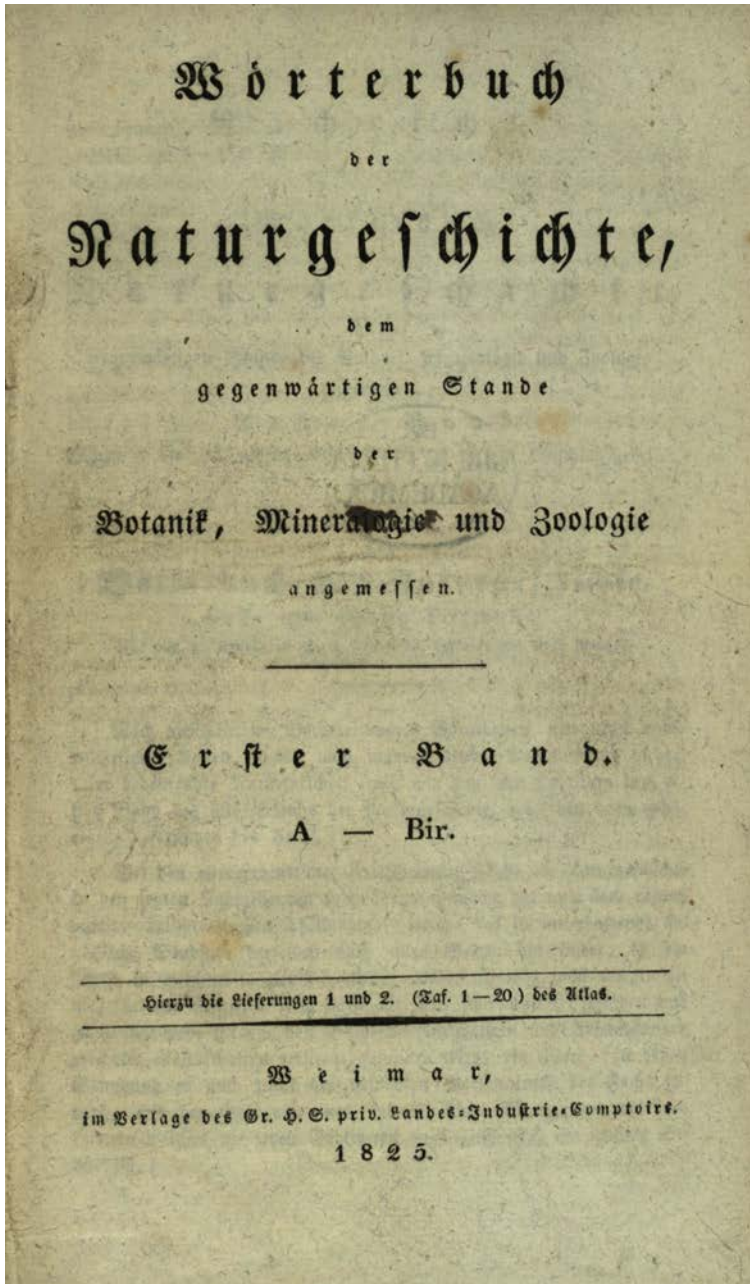 Wörterbuch
der
Naturgeschichte,
dem
gegenwärtigen Stande
der
Botanik, Mineralogie und Zoologie
angemessen.
Erster Band.
A — Bir.
Hierzu die Lieferungen 1 und 2. (Taf. 1—20) des Atlas.
Weimar,
im Verlage des Gr. H. S. priv. Landes-Industrie-Comptoirs.
1825.